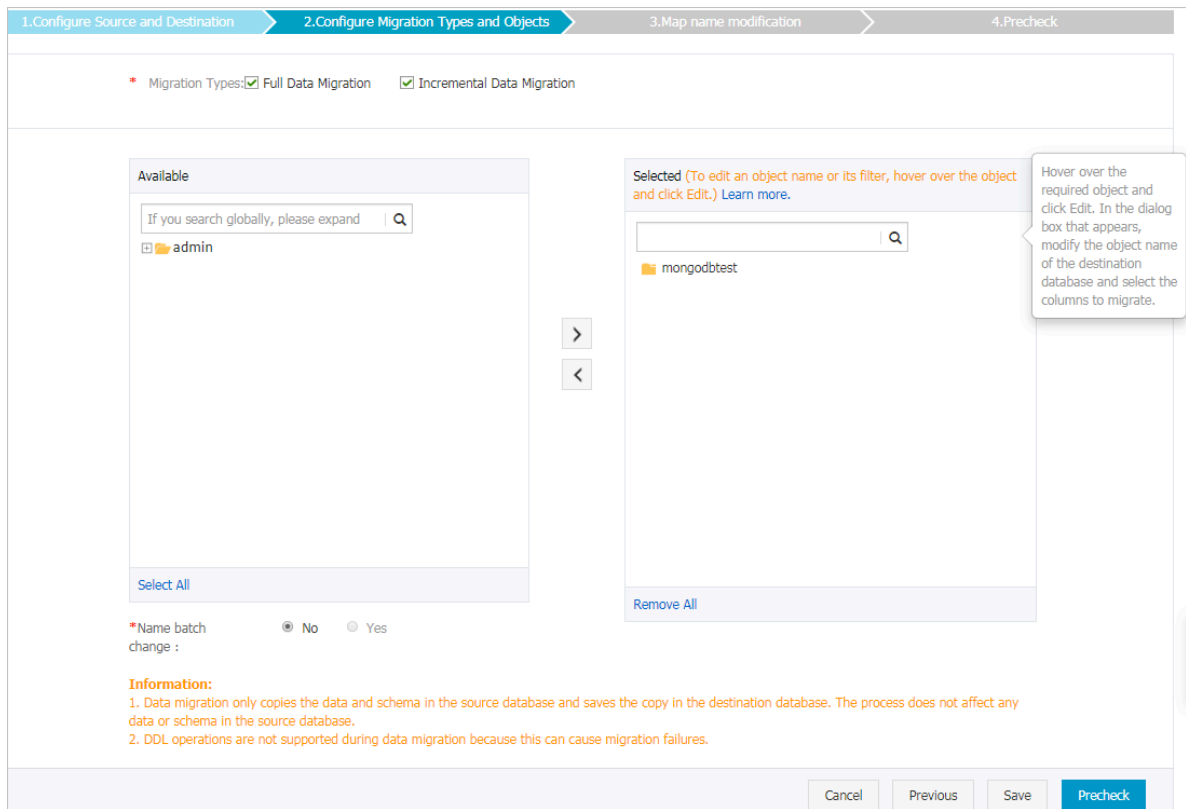 1.Configure Source and Destination
2.Configure Migration Types and Objects
3.Map name modification
4.Precheck
* Migration Types: Full Data Migration Incremental Data Migration
Available
If you search globally, please expand
admin
Select All
Selected (To edit an object name or its filter, hover over the object
and click Edit.) Learn more.
mongodbtest
Remove All
Hover over the
required object and
click Edit. In the dialog
box that appears,
modify the object name
of the destination
database and select the
columns to migrate.
*Name batch
change :
No
Yes
Information:
1. Data migration only copies the data and schema in the source database and saves the copy in the destination database. The process does not affect any
data or schema in the source database.
2. DDL operations are not supported during data migration because this can cause migration failures.
Cancel
Previous
Save
Precheck